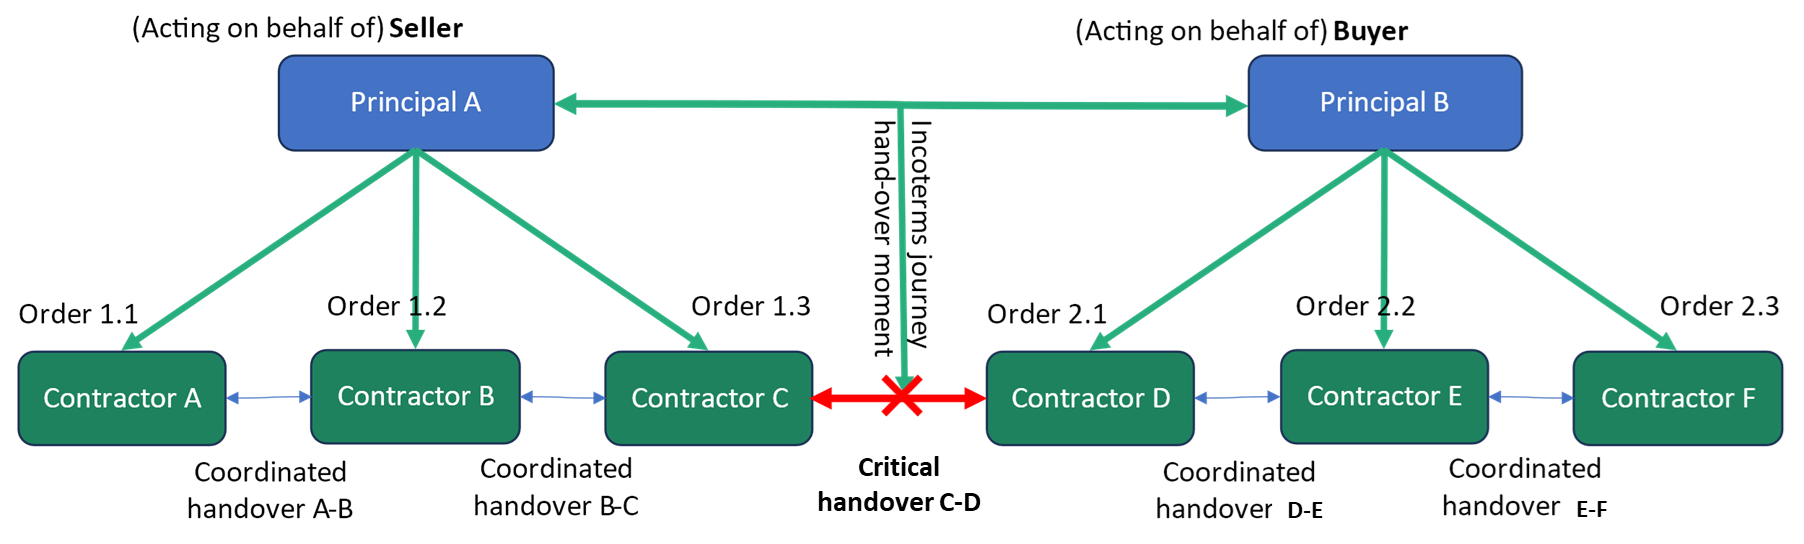 (Acting on behalf of) Seller
(Acting on behalf of) Buyer
Principal A
Principal B
Incoterms journey
hand-over moment
Order 1.1
Order 1.2
Order 1.3
Order 2.1
Order 2.2
Order 2.3
Contractor A
Contractor B
Contractor C
Contractor D
Contractor E
Contractor F
Coordinated
handover A-B
Coordinated
handover B-C
Critical
handover C-D
Coordinated
handover D-E
Coordinated
handover E-F